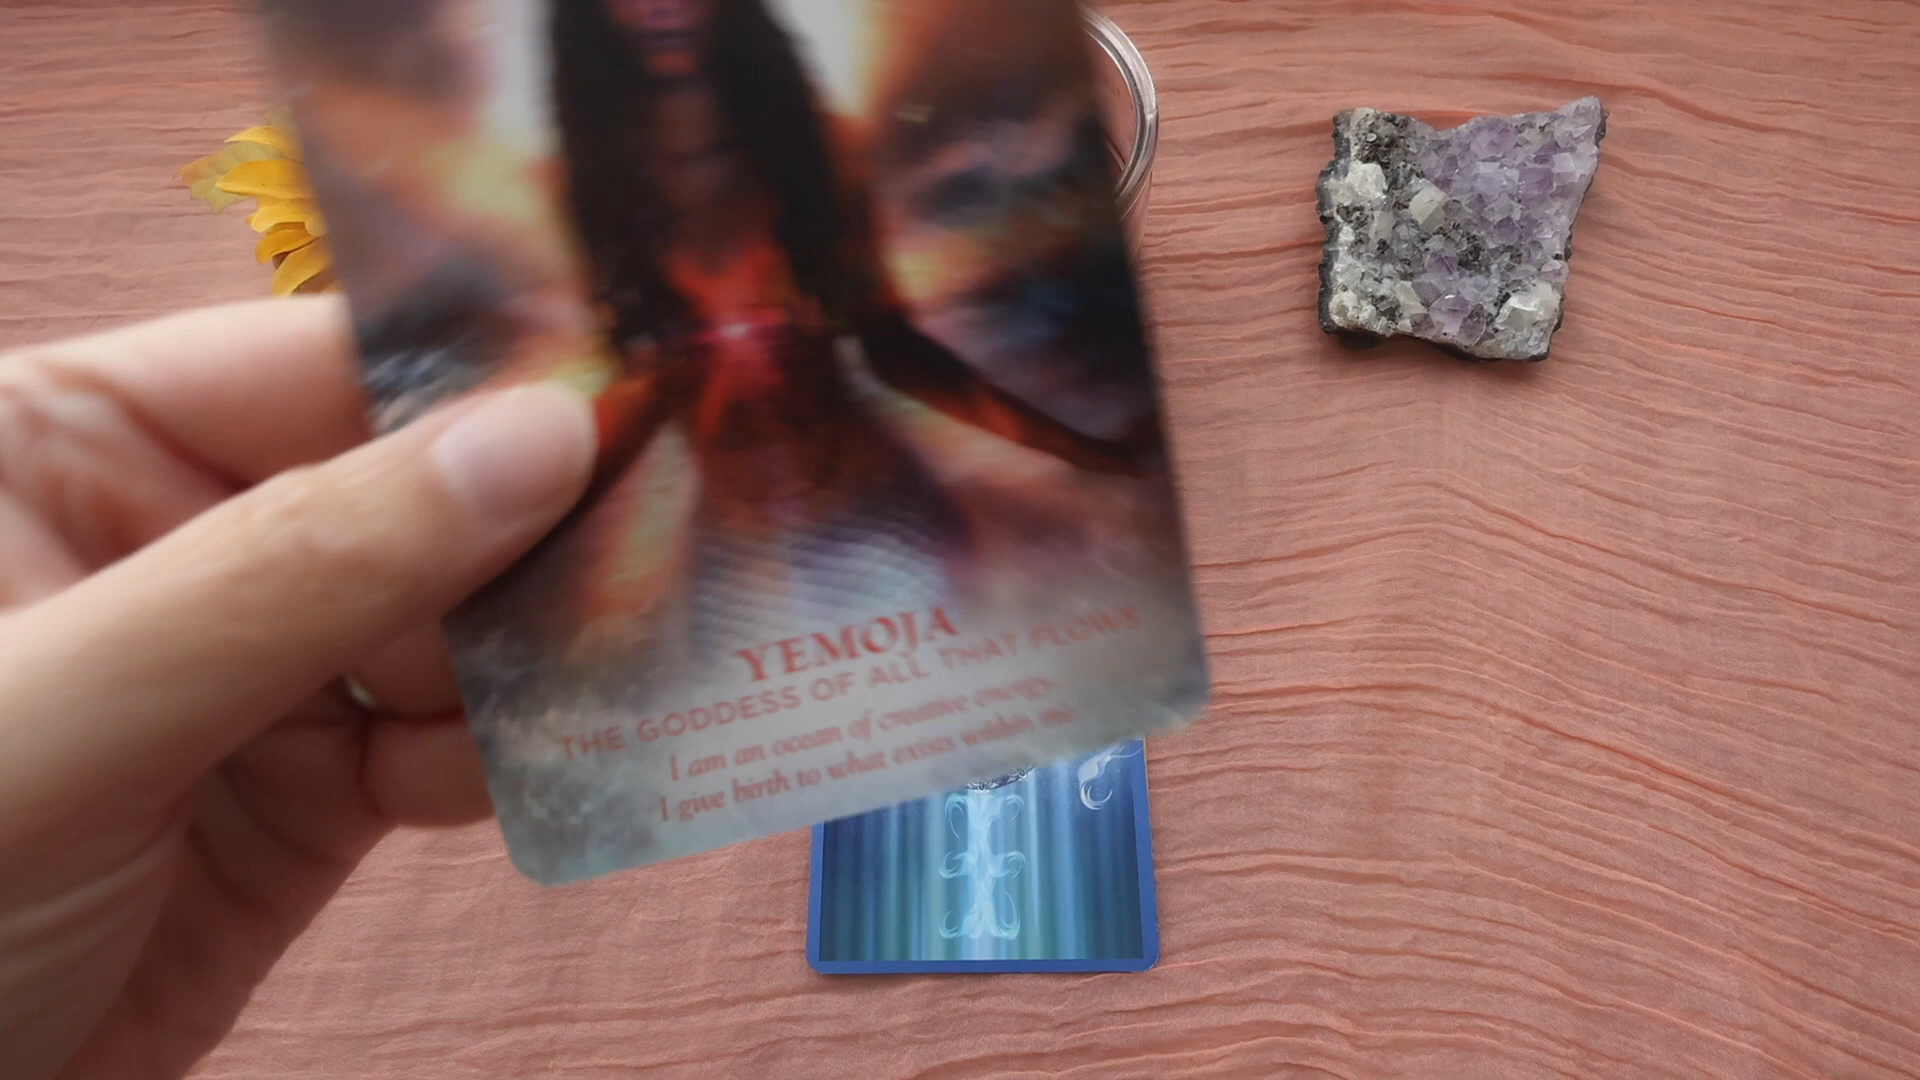 YEMOJA
THE GODDESS OF ALL THAT FLOWS
I am an ocean of creative energy.
I give birth to what exists within me.